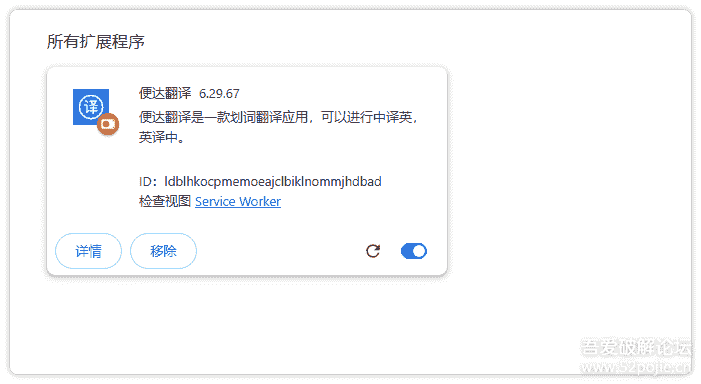 所有扩展程序
译
便达翻译 6.29.67
便达翻译是一款划词翻译应用，可以进行中译英，
英译中。
ID：ldblhkocpmemoeajclbiklnommjhdbad
检查视图 Service Worker
详情 移除
吾爱破解论坛
www.52pojie.cn